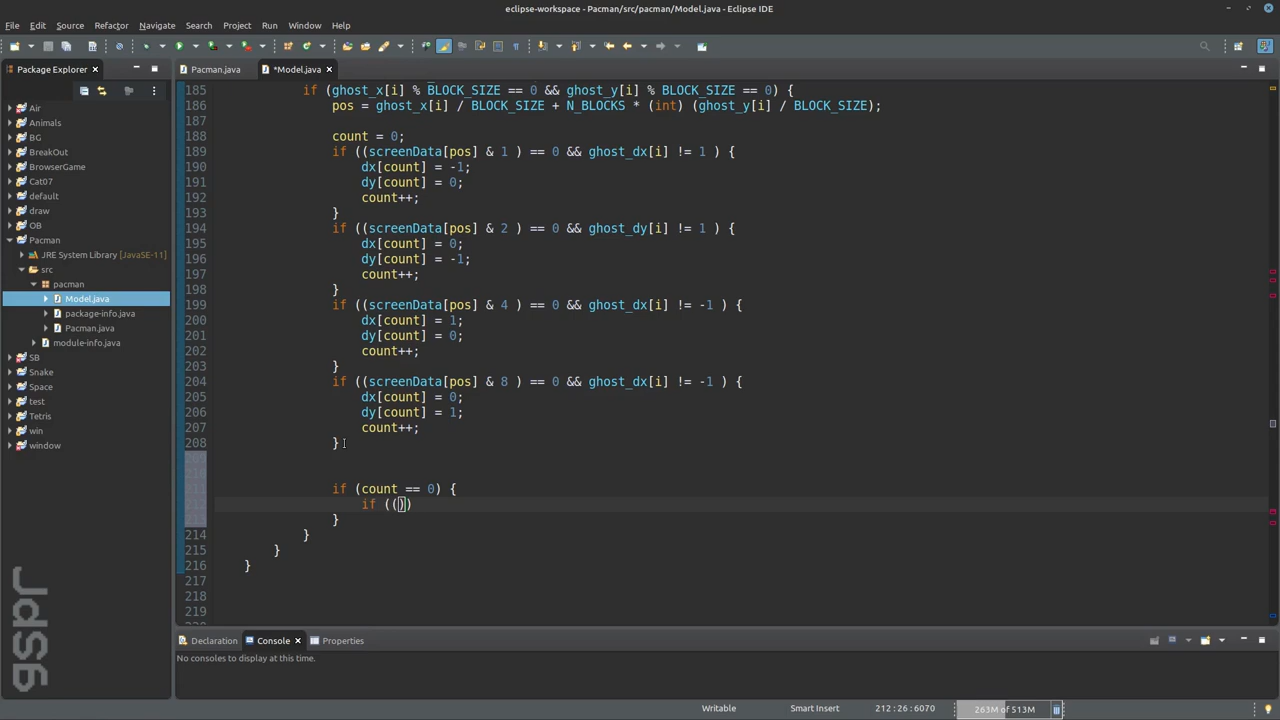 eclipse-workspace - Pacman/src/pacman/Model.java - Eclipse IDE
File Edit Source Refactor Navigate Search Project Run Window Help
Package Explorer
Pacman.java
*Model.java
Air
Animals
BG
BreakOut
BrowserGame
Cat07
default
draw
OB
Pacman
JRE System Library [JavaSE-11]
src
pacman
Model.java
package-info.java
Pacman.java
module-info.java
SB
Snake
Space
test
Tetris
win
window
185 if (ghost_x[i] % BLOCK_SIZE == 0 && ghost_y[i] % BLOCK_SIZE == 0) {
186 pos = ghost_x[i] / BLOCK_SIZE + N_BLOCKS * (int) (ghost_y[i] / BLOCK_SIZE);
187
188 count = 0;
189 if ((screenData[pos] & 1 ) == 0 && ghost_dx[i] != 1 ) {
190 dx[count] = -1;
191 dy[count] = 0;
192 count++;
193 }
194 if ((screenData[pos] & 2 ) == 0 && ghost_dy[i] != 1 ) {
195 dx[count] = 0;
196 dy[count] = -1;
197 count++;
198 }
199 if ((screenData[pos] & 4 ) == 0 && ghost_dx[i] != -1 ) {
200 dx[count] = 1;
201 dy[count] = 0;
202 count++;
203 }
204 if ((screenData[pos] & 8 ) == 0 && ghost_dx[i] != -1 ) {
205 dx[count] = 0;
206 dy[count] = 1;
207 count++;
208 }
if (count == 0) {
if (())
}
214 }
215 }
216 }
217
218
219
Declaration Console Properties
No consoles to display at this time.
Writable Smart Insert 212 : 26 : 6070 263M of 513M